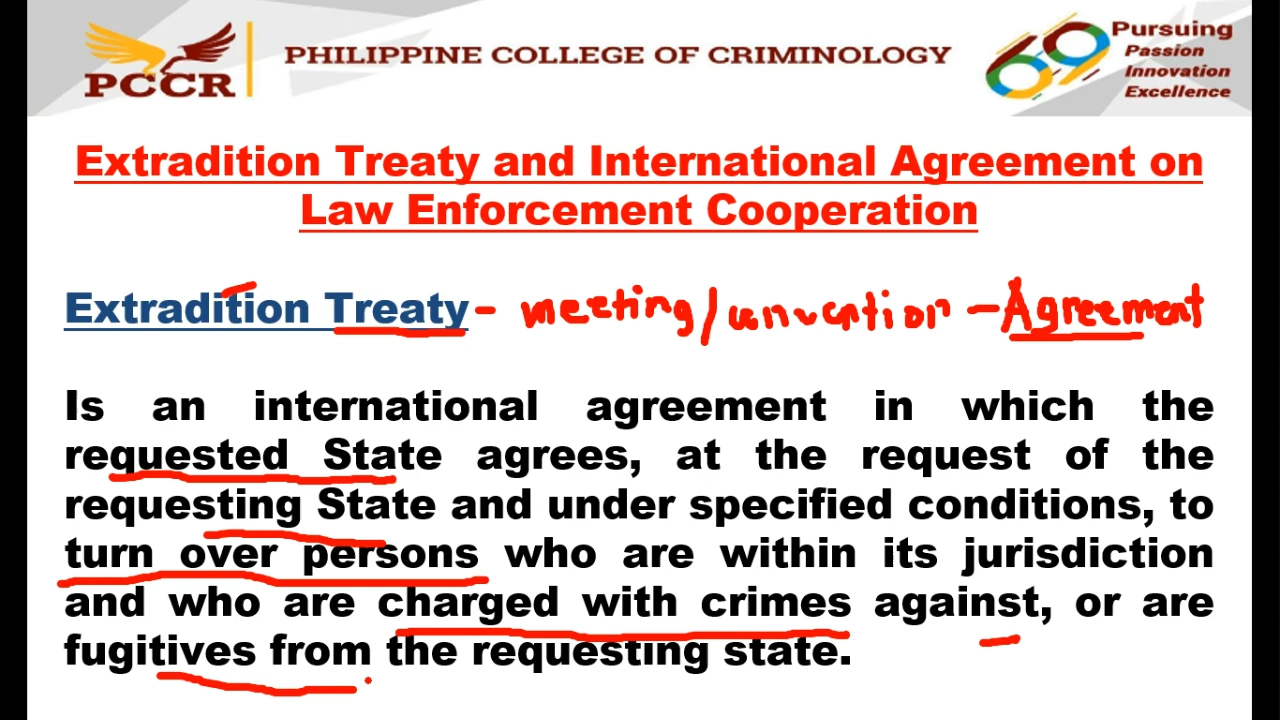 PCCR
PHILIPPINE COLLEGE OF CRIMINOLOGY
69
Pursuing
Passion
Innovation
Excellence
Extradition Treaty and International Agreement on
Law Enforcement Cooperation
Extradition Treaty - meeting/convention - Agreement
Is an international agreement in which the
requested State agrees, at the request of the
requesting State and under specified conditions, to
turn over persons who are within its jurisdiction
and who are charged with crimes against, or are
fugitives from the requesting state.